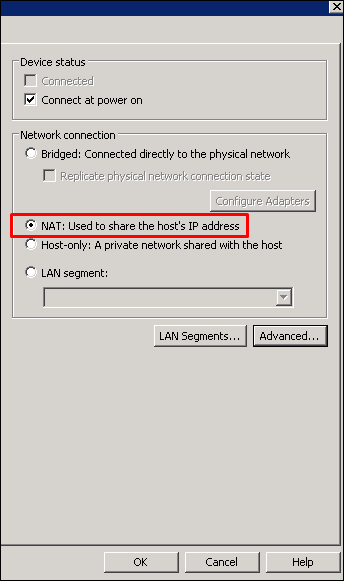 Device status
Connected
Connect at power on
Network connection
Bridged: Connected directly to the physical network
Replicate physical network connection state
Configure Adapters
NAT: Used to share the host's IP address
Host-only: A private network shared with the host
LAN segment:
LAN Segments... Advanced...
OK Cancel Help